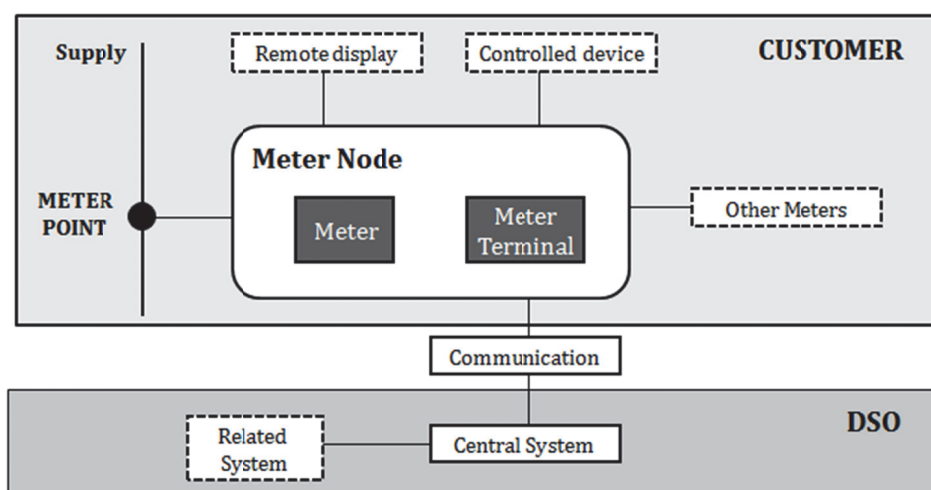 Supply
Remote display
Controlled device
CUSTOMER
Meter Node
METER
POINT
Meter
Meter
Terminal
Other Meters
Communication
DSO
Related
System
Central System